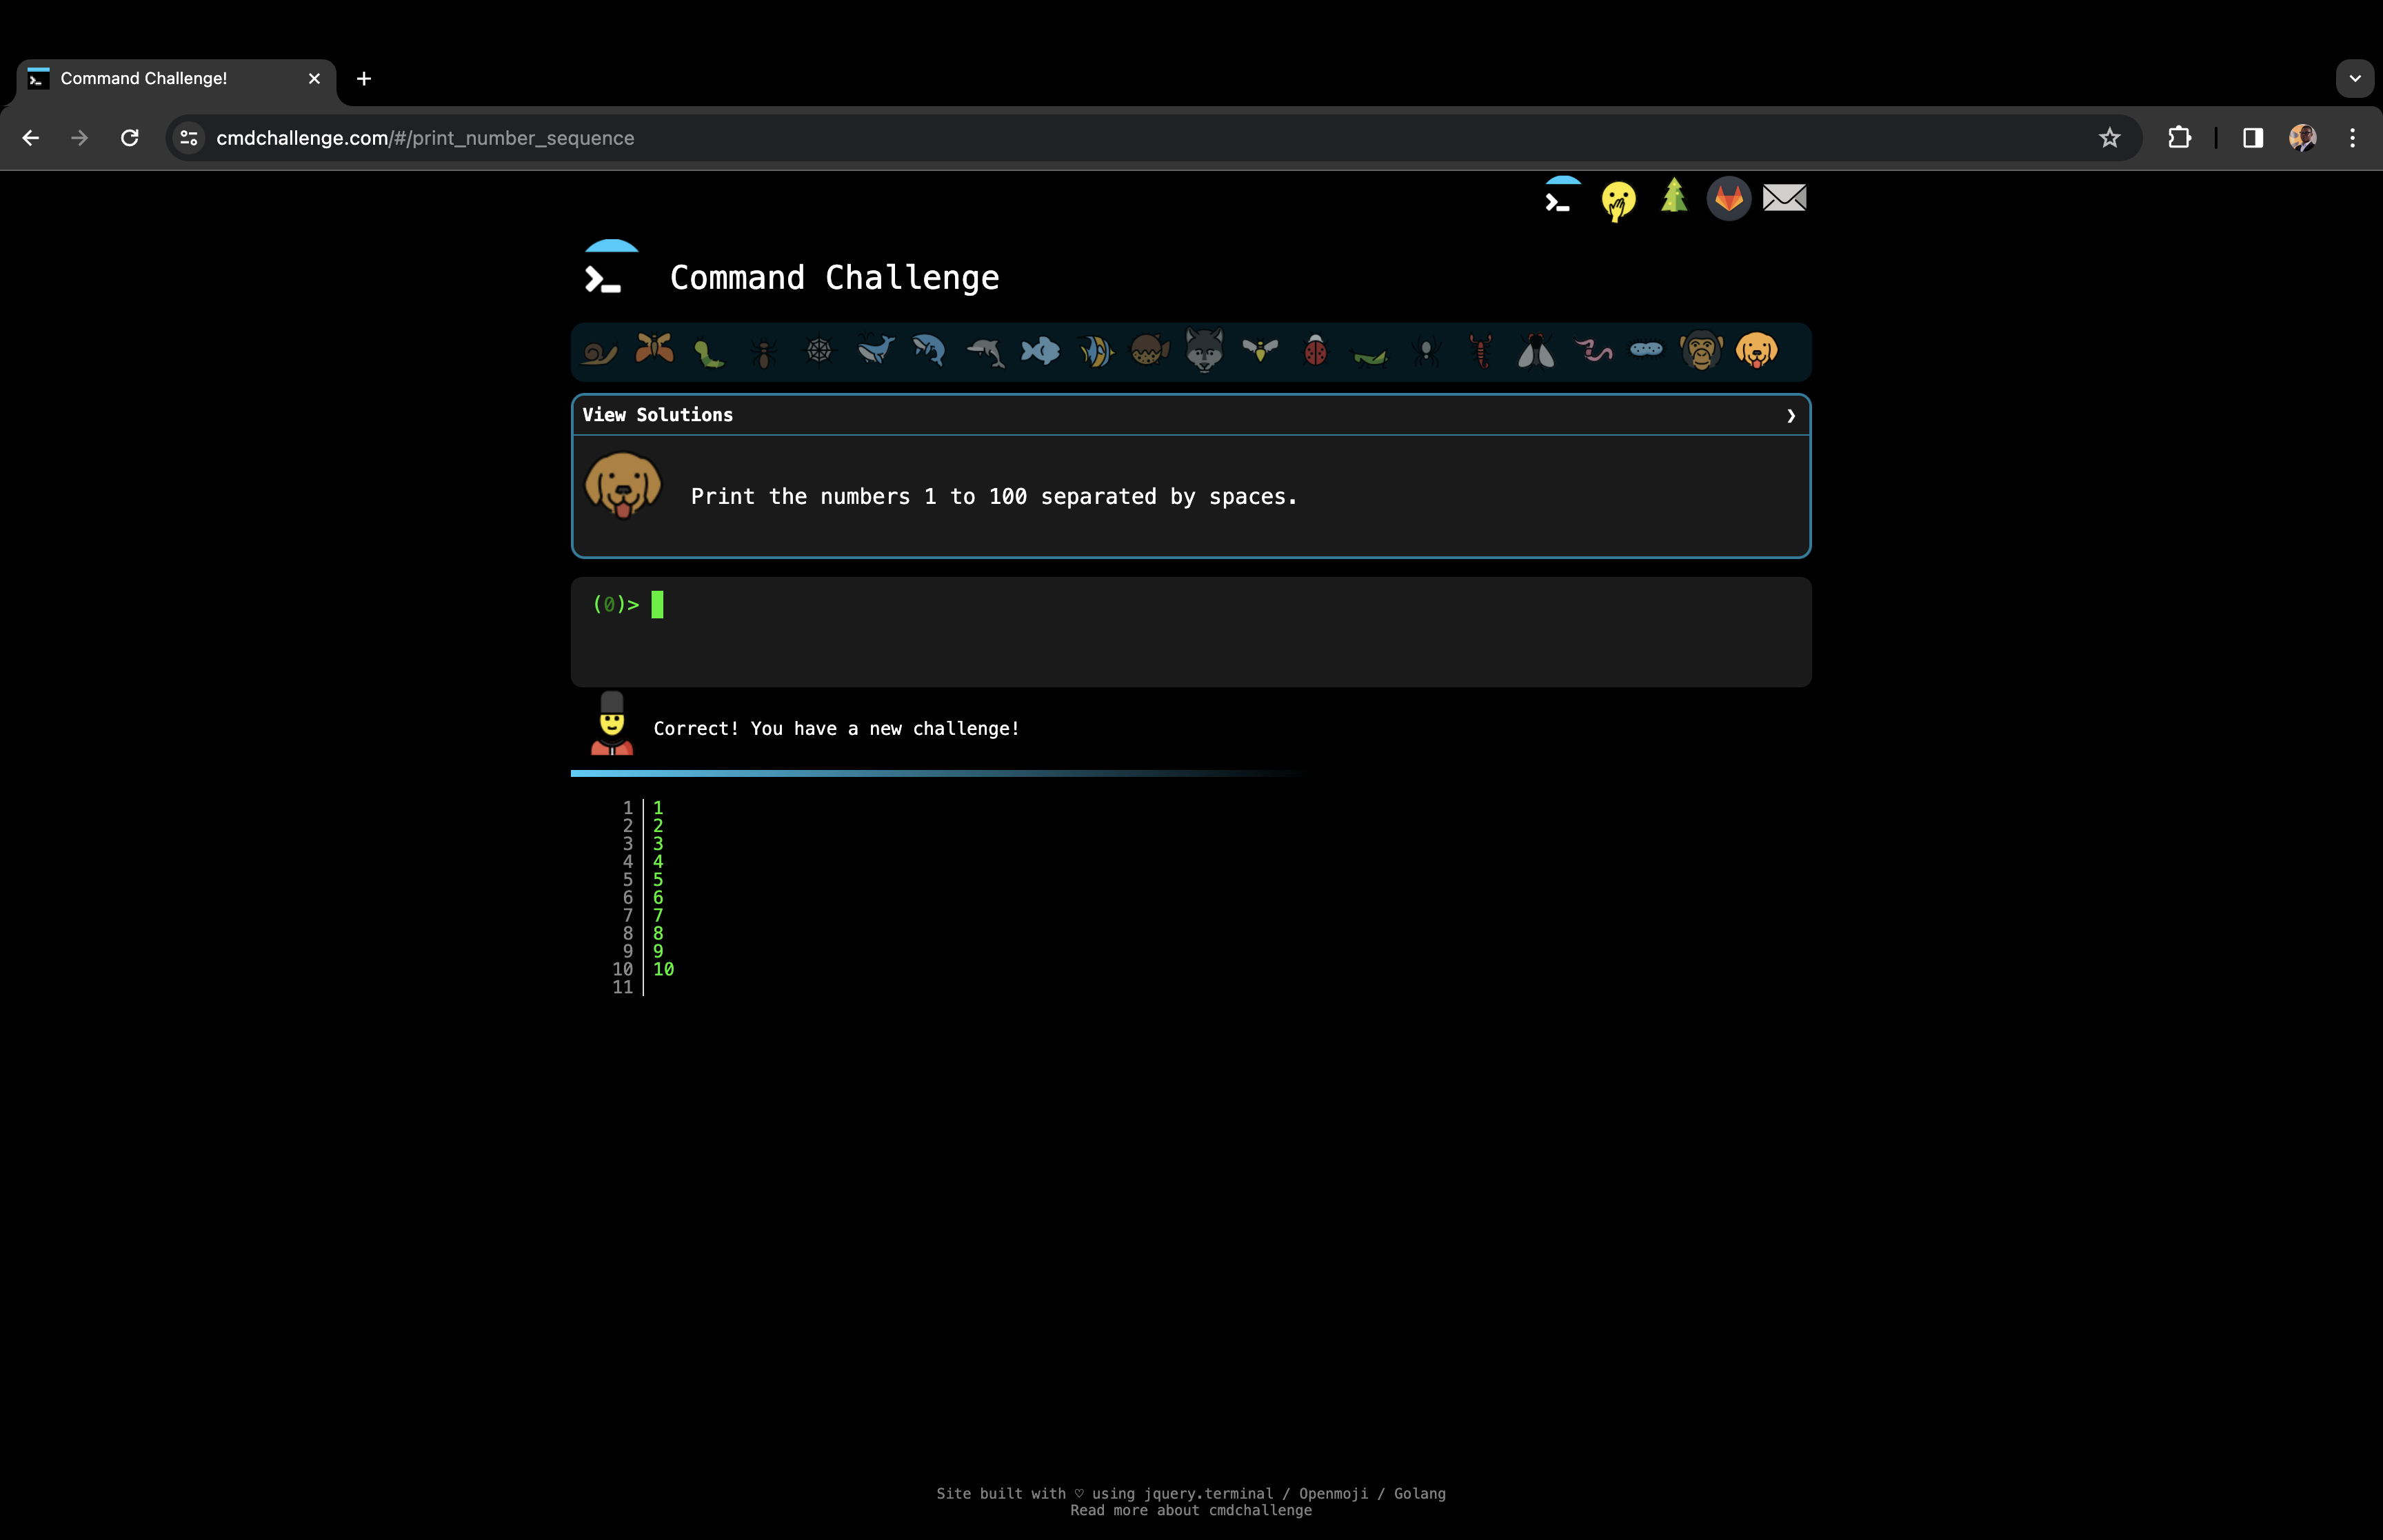 Command Challenge!
cmdchallenge.com/#/print_number_sequence
Command Challenge
View Solutions
Print the numbers 1 to 100 separated by spaces.
(0)>
Correct! You have a new challenge!
1 1
2 2
3 3
4 4
5 5
6 6
7 7
8 8
9 9
10 10
11
Site built with ♡ using jquery.terminal / Openmoji / Golang
Read more about cmdchallenge